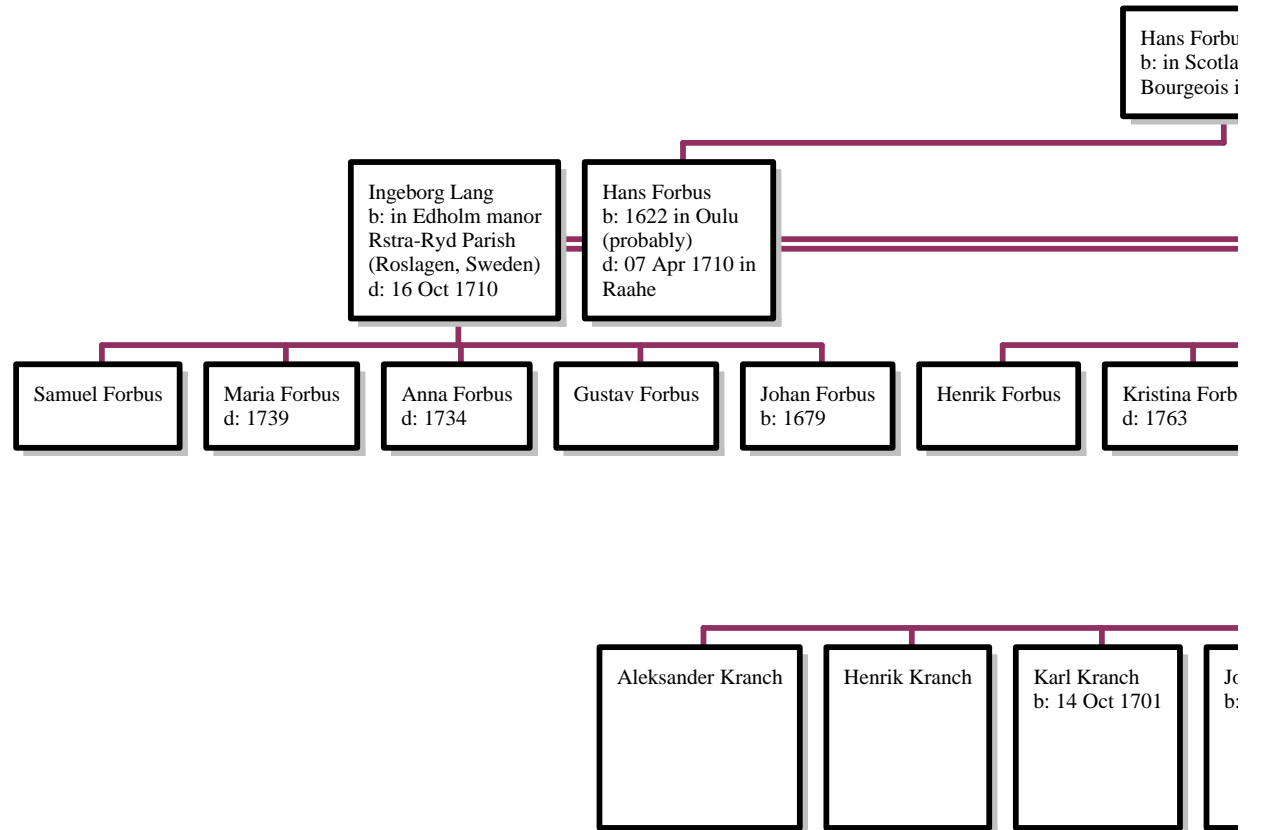 Hans Forbu
b: in Scotla
Bourgeois i
Ingeborg Lang
b: in Edholm manor
Rstra-Ryd Parish
(Roslagen, Sweden)
d: 16 Oct 1710
Hans Forbus
b: 1622 in Oulu
(probably)
d: 07 Apr 1710 in
Raahe
Samuel Forbus
Maria Forbus
d: 1739
Anna Forbus
d: 1734
Gustav Forbus
Johan Forbus
b: 1679
Henrik Forbus
Kristina Forb
d: 1763
Aleksander Kranch
Henrik Kranch
Karl Kranch
b: 14 Oct 1701
Jo
b: